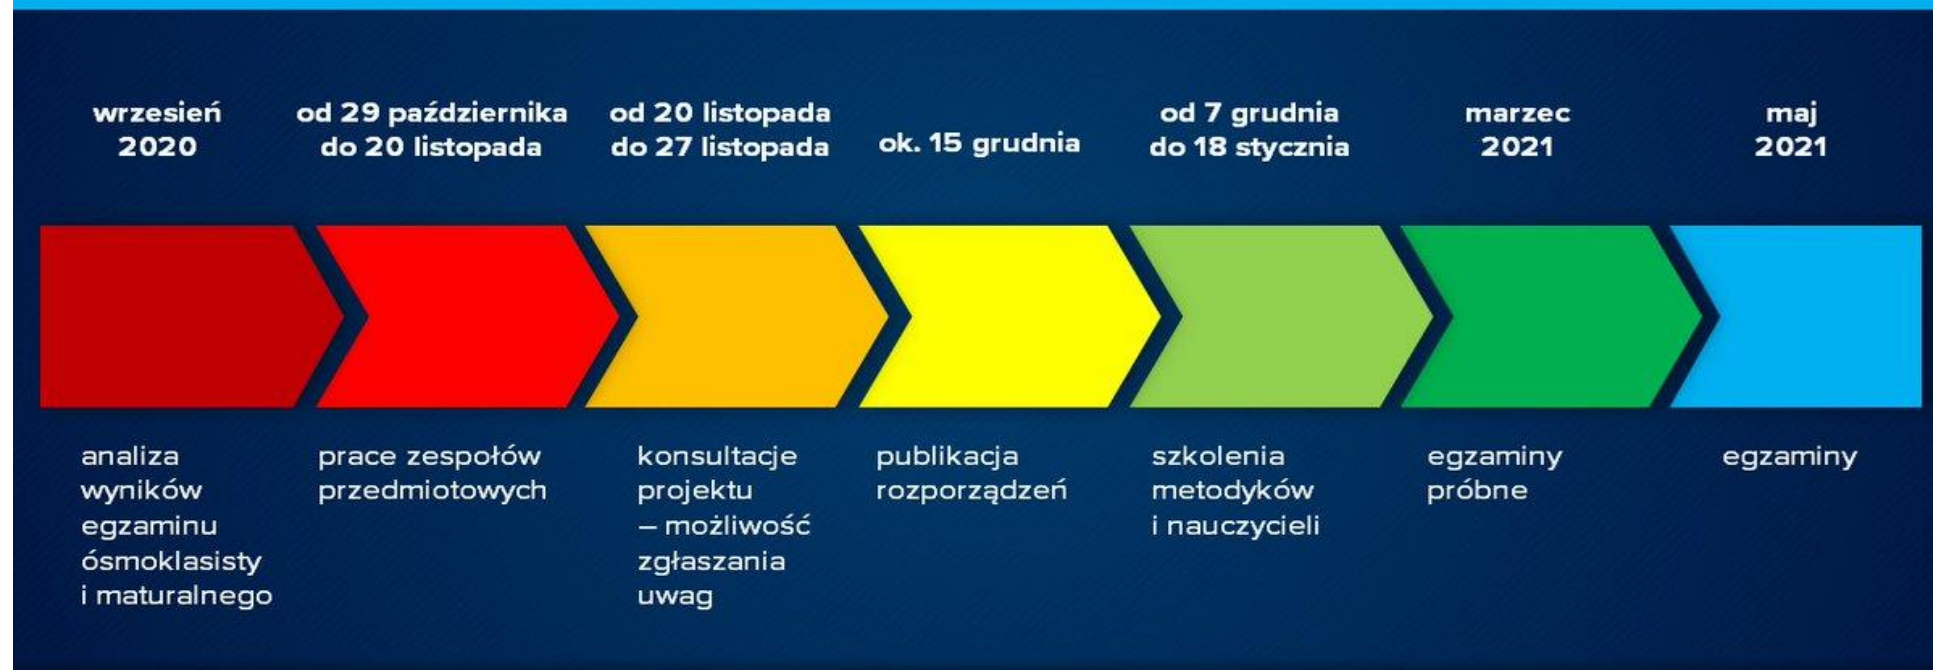 wrzesień
2020
od 29 października
do 20 listopada
od 20 listopada
do 27 listopada
ok. 15 grudnia
od 7 grudnia
do 18 stycznia
marzec
2021
maj
2021
analiza
wyników
egzaminu
ósmoklasisty
i maturalnego
prace zespołów
przedmiotowych
konsultacje
projektu
– możliwość
zgłaszania
uwag
publikacja
rozporządzeń
szkolenia
metodyków
i nauczycieli
egzaminy
próbne
egzaminy